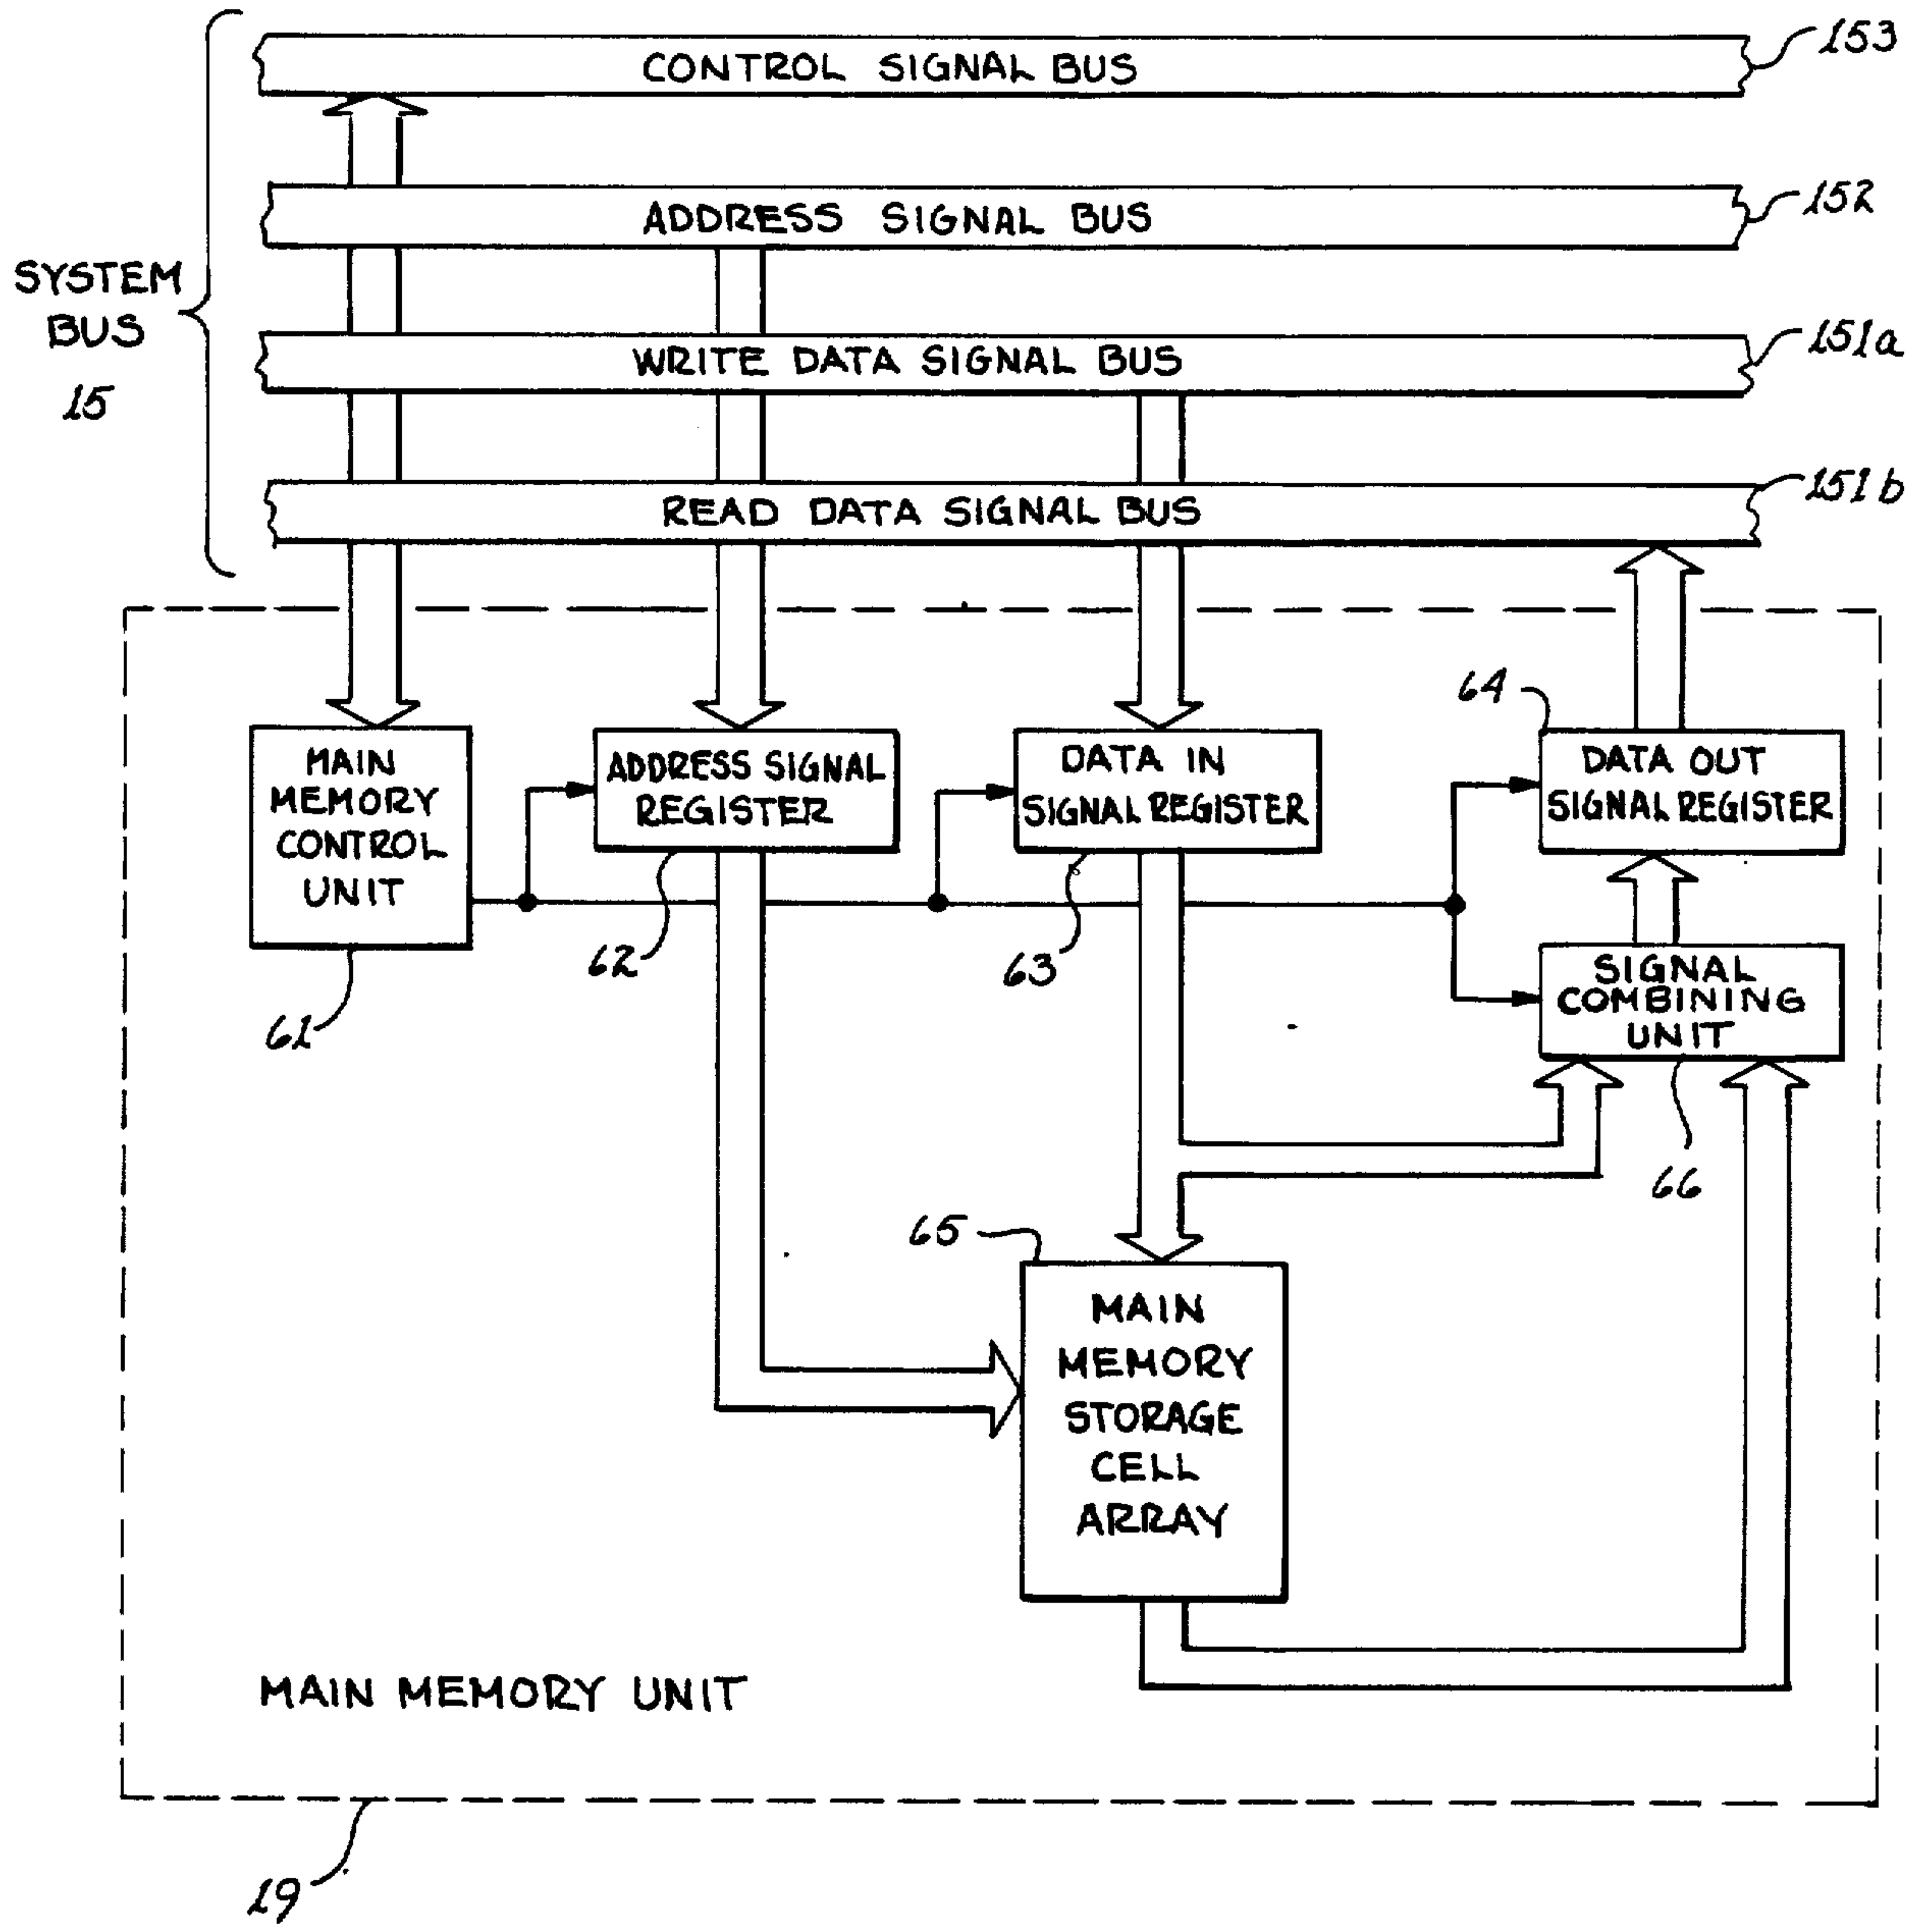 CONTROL SIGNAL BUS
153
ADDRESS SIGNAL BUS
152
SYSTEM
BUS
15
WRITE DATA SIGNAL BUS
151a
READ DATA SIGNAL BUS
151b
MAIN
MEMORY
CONTROL
UNIT
61
ADDRESS SIGNAL
REGISTER
62
DATA IN
SIGNAL REGISTER
63
64
DATA OUT
SIGNAL REGISTER
SIGNAL
COMBINING
UNIT
66
65
MAIN
MEMORY
STORAGE
CELL
ARRAY
MAIN MEMORY UNIT
19